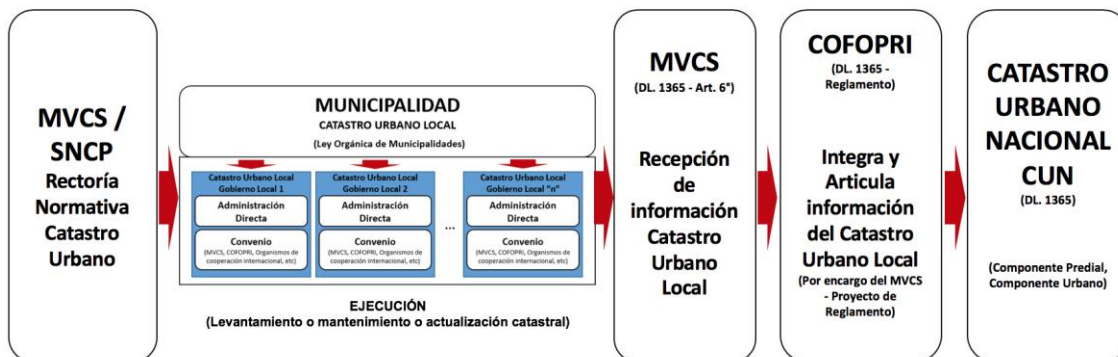 MVCS /
SNCP
Rectoría
Normativa
Catastro
Urbano
MUNICIPALIDAD
CATASTRO URBANO LOCAL
(Ley Orgánica de Municipalidades)
Catastro Urbano Local
Gobierno Local 1
Administración
Directa
Convenio
(MVCS, COFOPRI, Organismos de
cooperación internacional, etc)
Catastro Urbano Local
Gobierno Local 2
Administración
Directa
Convenio
(MVCS, COFOPRI, Organismos de
cooperación internacional, etc)
...
Catastro Urbano Local
Gobierno Local "n"
Administración
Directa
Convenio
(MVCS, COFOPRI, Organismos de
cooperación internacional, etc)
EJECUCIÓN
(Levantamiento o mantenimiento o actualización catastral)
MVCS
(DL. 1365 - Art. 6°)
Recepción
de
información
Catastro
Urbano
Local
COFOPRI
(DL. 1365 -
Reglamento)
Integra y
Articula
información
del Catastro
Urbano Local
(Por encargo del MVCS
- Proyecto de
Reglamento)
CATASTRO
URBANO
NACIONAL
CUN
(DL. 1365)
(Componente Predial,
Componente Urbano)